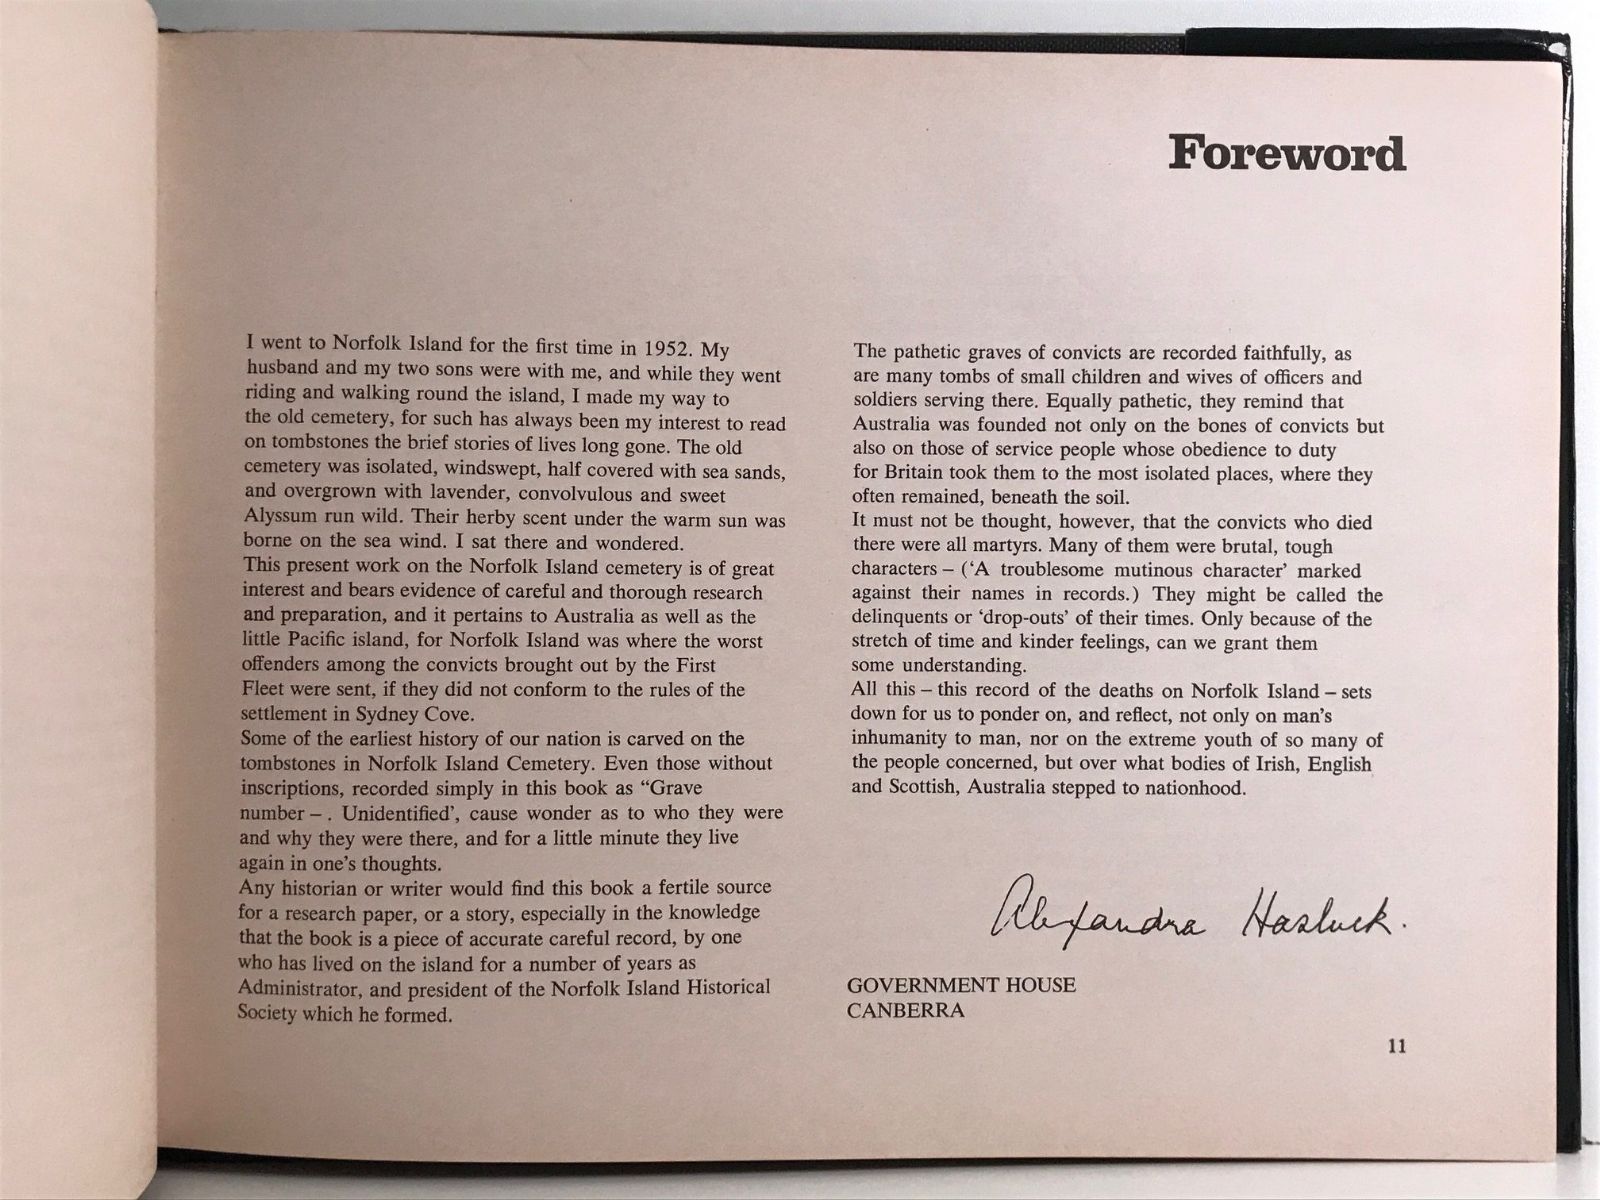 Foreword
I went to Norfolk Island for the first time in 1952. My
husband and my two sons were with me, and while they went
riding and walking round the island, I made my way to
the old cemetery, for such has always been my interest to read
on tombstones the brief stories of lives long gone. The old
cemetery was isolated, windswept, half covered with sea sands,
and overgrown with lavender, convolvulous and sweet
Alyssum run wild. Their herby scent under the warm sun was
borne on the sea wind. I sat there and wondered.
This present work on the Norfolk Island cemetery is of great
interest and bears evidence of careful and thorough research
and preparation, and it pertains to Australia as well as the
little Pacific island, for Norfolk Island was where the worst
offenders among the convicts brought out by the First
Fleet were sent, if they did not conform to the rules of the
settlement in Sydney Cove.
Some of the earliest history of our nation is carved on the
tombstones in Norfolk Island Cemetery. Even those without
inscriptions, recorded simply in this book as “Grave
number – . Unidentified’, cause wonder as to who they were
and why they were there, and for a little minute they live
again in one’s thoughts.
Any historian or writer would find this book a fertile source
for a research paper, or a story, especially in the knowledge
that the book is a piece of accurate careful record, by one
who has lived on the island for a number of years as
Administrator, and president of the Norfolk Island Historical
Society which he formed.
The pathetic graves of convicts are recorded faithfully, as
are many tombs of small children and wives of officers and
soldiers serving there. Equally pathetic, they remind that
Australia was founded not only on the bones of convicts but
also on those of service people whose obedience to duty
for Britain took them to the most isolated places, where they
often remained, beneath the soil.
It must not be thought, however, that the convicts who died
there were all martyrs. Many of them were brutal, tough
characters – (‘A troublesome mutinous character’ marked
against their names in records.) They might be called the
delinquents or ‘drop-outs’ of their times. Only because of the
stretch of time and kinder feelings, can we grant them
some understanding.
All this – this record of the deaths on Norfolk Island – sets
down for us to ponder on, and reflect, not only on man’s
inhumanity to man, nor on the extreme youth of so many of
the people concerned, but over what bodies of Irish, English
and Scottish, Australia stepped to nationhood.
Alexandra Hasluck.
GOVERNMENT HOUSE
CANBERRA
11